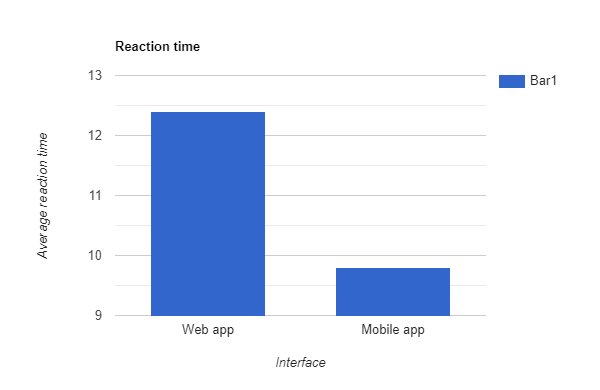 Reaction time
13
12
11
10
9
Average reaction time
Web app
Mobile app
Interface
Bar1